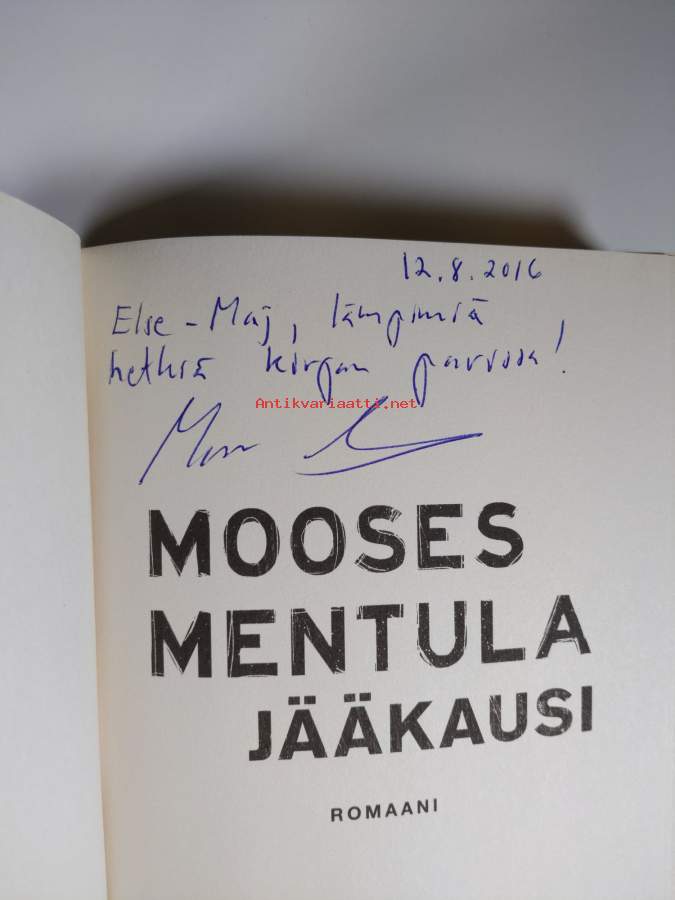 12.8.2016
Else-Maj, lämpimiä
hetkiä kirjan parissa!
Antikvariaatti.net
MOOSES
MENTULA
JÄÄKAUSI
ROMAANI